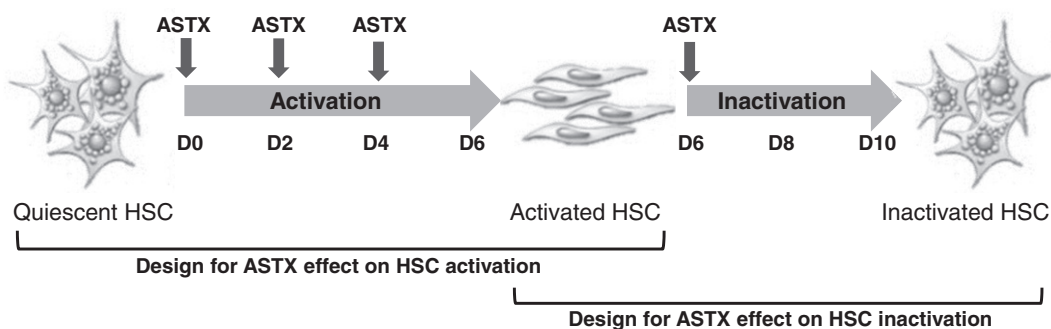 ASTX ASTX ASTX ASTX
Activation Inactivation
D0 D2 D4 D6 D6 D8 D10
Quiescent HSC Activated HSC Inactivated HSC
Design for ASTX effect on HSC activation
Design for ASTX effect on HSC inactivation